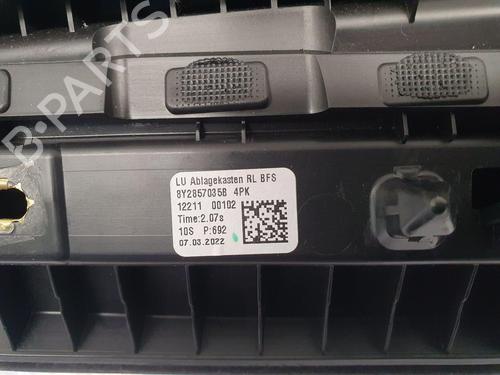 B-PARTS
LU Ablagekasten RL BFS
8Y2857035B 4PK
12211 00102
Time:2.07s
10S P:692
07.03.2022